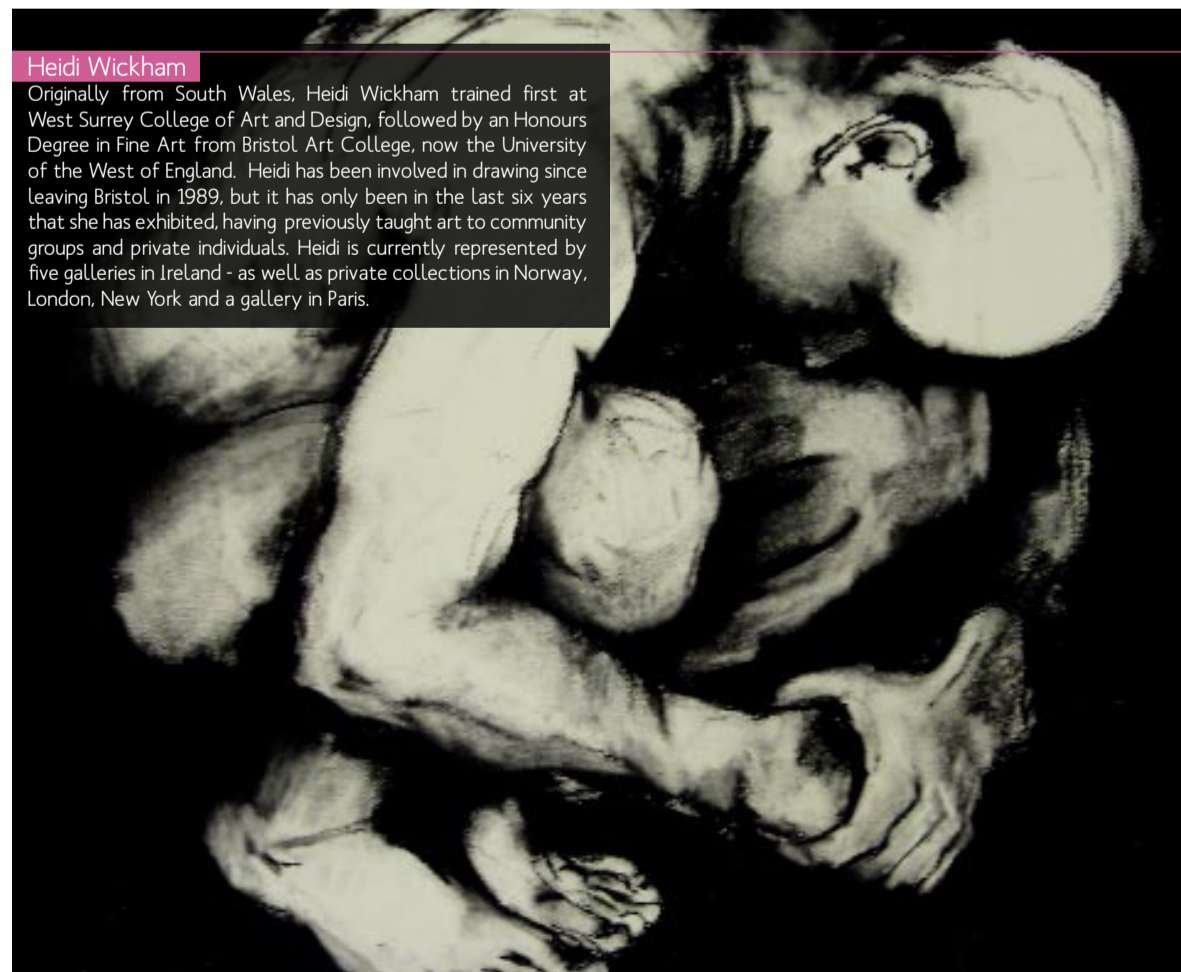 Heidi Wickham
Originally from South Wales, Heidi Wickham trained first at
West Surrey College of Art and Design, followed by an Honours
Degree in Fine Art from Bristol Art College, now the University
of the West of England. Heidi has been involved in drawing since
leaving Bristol in 1989, but it has only been in the last six years
that she has exhibited, having previously taught art to community
groups and private individuals. Heidi is currently represented by
five galleries in Ireland - as well as private collections in Norway,
London, New York and a gallery in Paris.